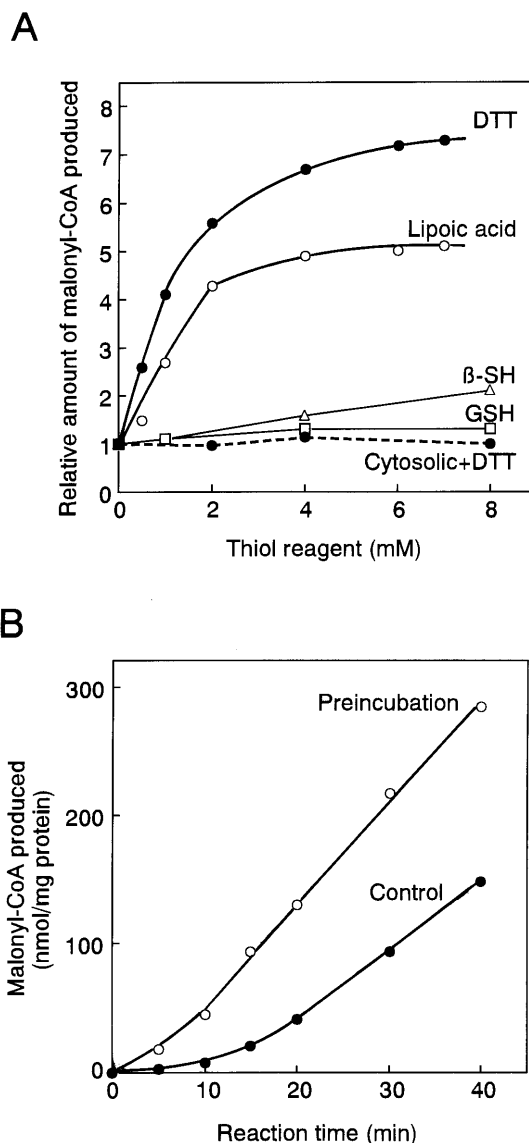 A
Relative amount of malonyl-CoA produced
8
7
6
5
4
3
2
1
0
DTT
Lipoic acid
ß-SH
GSH
Cytosolic+DTT
0 2 4 6 8
Thiol reagent (mM)
B
Malonyl-CoA produced
(nmol/mg protein)
300
200
100
0
Preincubation
Control
0 10 20 30 40
Reaction time (min)